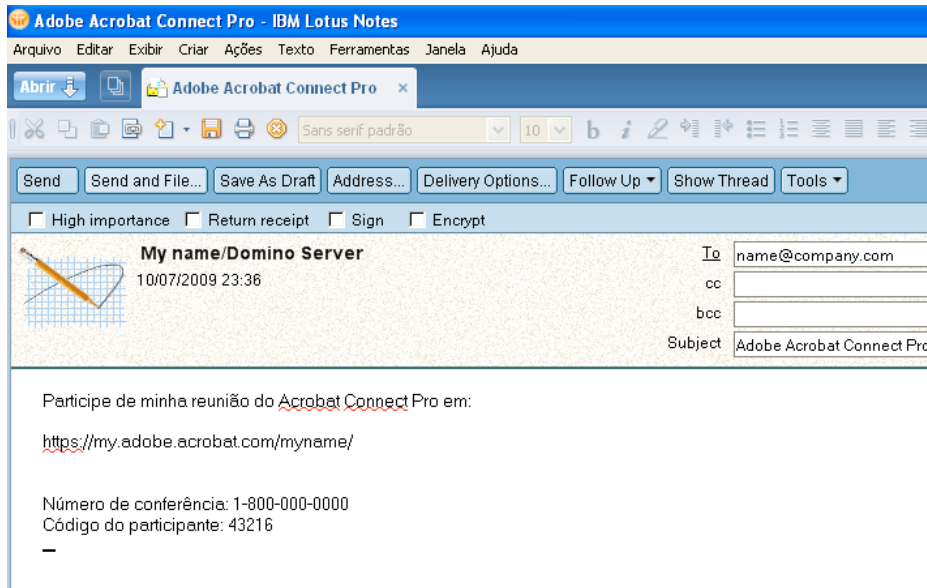 Adobe Acrobat Connect Pro - IBM Lotus Notes
Arquivo Editar Exibir Criar Ações Texto Ferramentas Janela Ajuda
Abrir Adobe Acrobat Connect Pro ×
Sans serif padrão 10 b i
Send Send and File... Save As Draft Address... Delivery Options... Follow Up Show Thread Tools
High importance Return receipt Sign Encrypt
My name/Domino Server
10/07/2009 23:36
To name@company.com
cc
bcc
Subject Adobe Acrobat Connect Pro
Participe de minha reunião do Acrobat Connect Pro em:
https://my.adobe.acrobat.com/myname/
Número de conferência: 1-800-000-0000
Código do participante: 43216